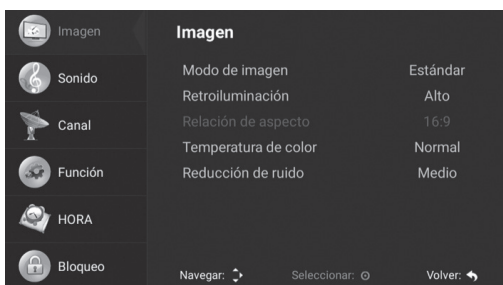 Imagen
Sonido
Canal
Función
HORA
Bloqueo
Imagen
Modo de imagen Estándar
Retroiluminación Alto
Relación de aspecto 16:9
Temperatura de color Normal
Reducción de ruido Medio
Navegar: Seleccionar: Volver: